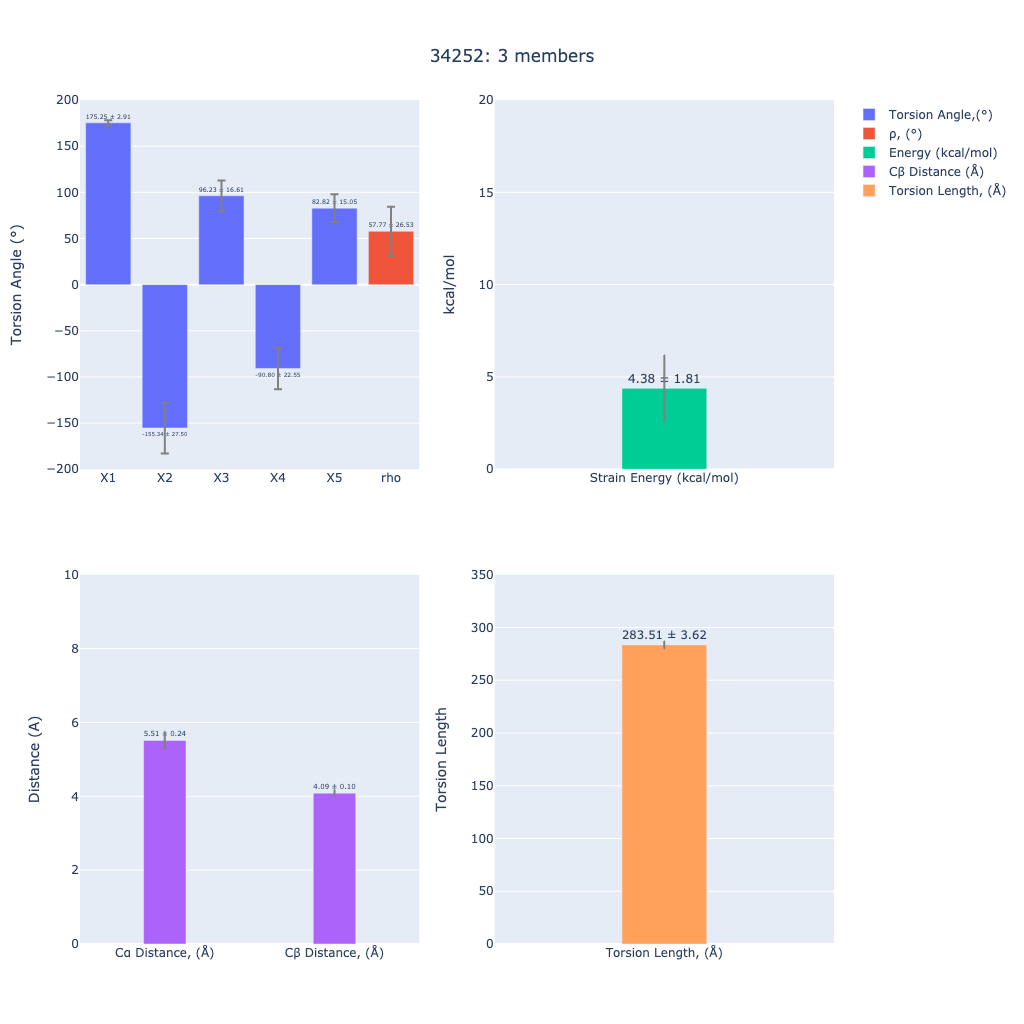 34252: 3 members
200
150
100
50
0
−50
−100
−150
−200
Torsion Angle (°)
175.25 ± 2.91
-155.34 ± 27.50
96.23 ± 16.61
-90.80 ± 22.55
82.82 ± 15.05
57.77 ± 26.53
X1 X2 X3 X4 X5 rho
20
15
10
5
0
kcal/mol
4.38 ± 1.81
Strain Energy (kcal/mol)
Torsion Angle,(°)
ρ, (°)
Energy (kcal/mol)
Cβ Distance (Å)
Torsion Length, (Å)
10
8
6
4
2
0
Distance (A)
5.51 ± 0.24
4.09 ± 0.10
Cα Distance, (Å) Cβ Distance, (Å)
350
300
250
200
150
100
50
0
Torsion Length
283.51 ± 3.62
Torsion Length, (Å)